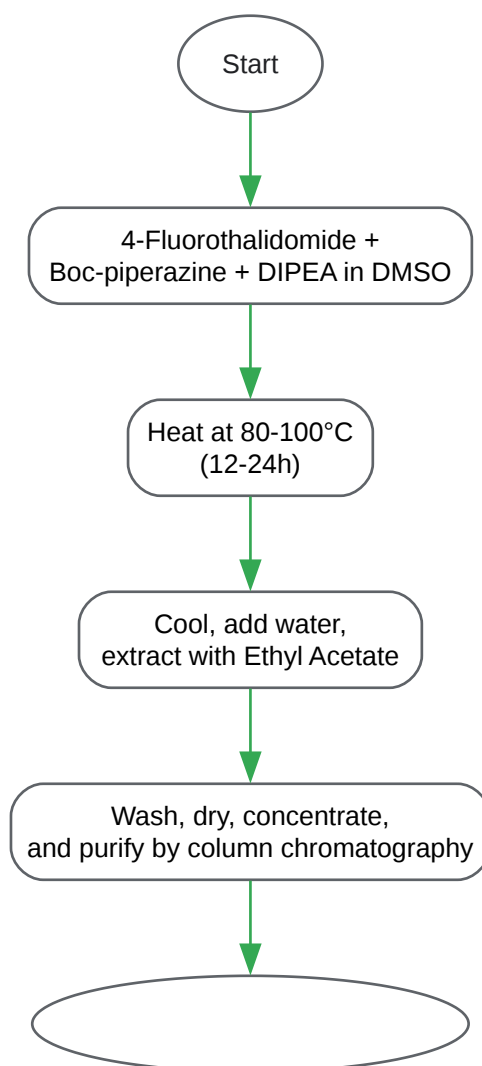 Start
4-Fluorothalidomide +
Boc-piperazine + DIPEA in DMSO
Heat at 80-100°C
(12-24h)
Cool, add water,
extract with Ethyl Acetate
Wash, dry, concentrate,
and purify by column chromatography